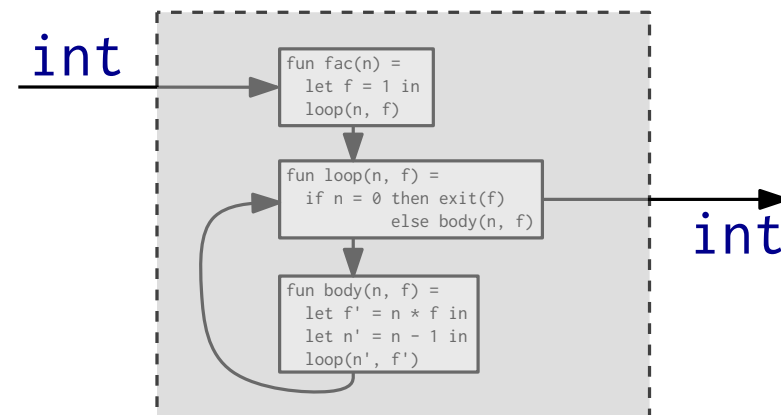 int
fun fac(n) =
  let f = 1 in
  loop(n, f)
fun loop(n, f) =
  if n = 0 then exit(f)
           else body(n, f)
int
fun body(n, f) =
  let f' = n * f in
  let n' = n - 1 in
  loop(n', f')